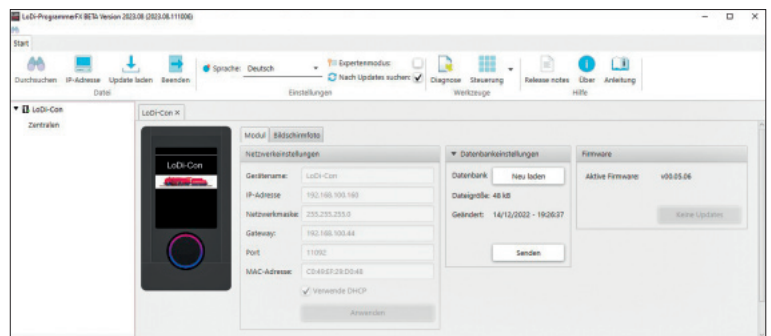 LoDi-ProgrammerFX BETA Version 2023.08 (2023.08.111006)
Start
Durchsuchen IP-Adresse Update laden Beenden
Datei
Sprache: Deutsch
Expertenmodus:
Nach Updates suchen:
Einstellungen
Diagnose Steuerung
Werkzeuge
Release notes Über Anleitung
Hilfe
LoDi-Con
Zentralen
LoDi-Con ×
LoDi-Con
Modul Bildschirmfoto
Netzwerkeinstellungen
Gerätename: LoDi-Con
IP-Adresse 192.168.100.160
Netzwerkmaske: 255.255.255.0
Gateway: 192.168.100.44
Port 11092
MAC-Adresse:
Verwende DHCP
Anwenden
Datenbankeinstellungen
Datenbank Neu laden
Dateigröße: 48 kB
Geändert: 14/12/2022 - 19:26:37
Senden
Firmware
Aktive Firmware: v00.05.06
Keine Updates